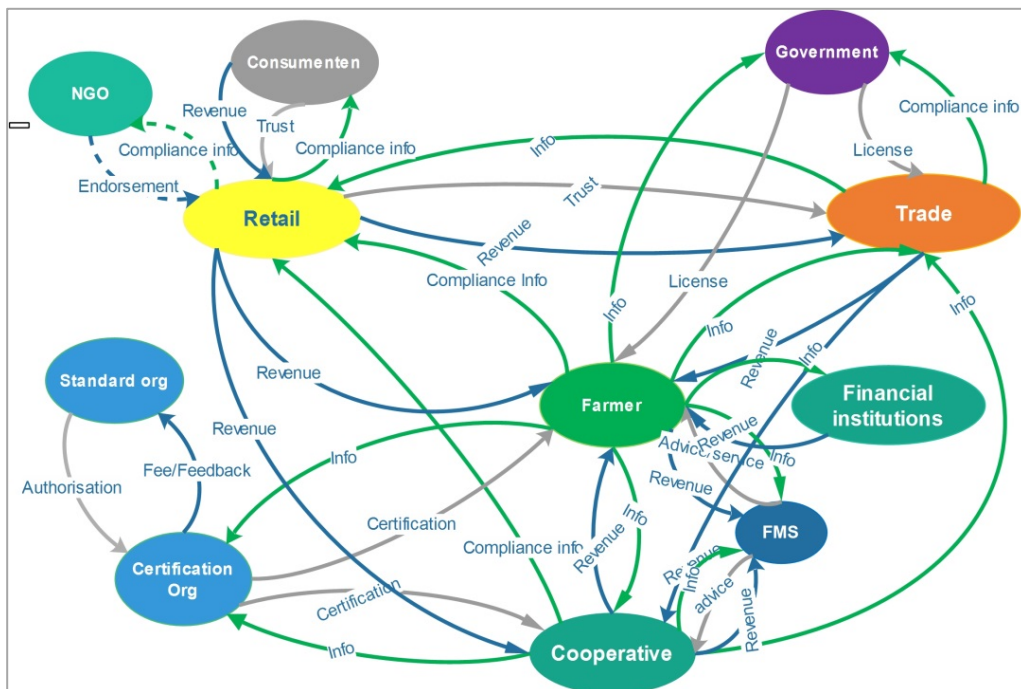 Consumenten
Government
NGO
Revenue
Compliance info
Trust
Compliance info
Compliance info
Info
License
Endorsement
Retail
Trust
Trade
Revenue
Compliance Info
License
Info
Info
Info
Revenue
Info
Revenue
Standard org
Farmer
Financial
institutions
Revenue
Advice/service
Revenue
Info
Fee/Feedback
Info
Authorisation
Revenue
Certification
Info
FMS
Compliance info
Revenue
Certification
Org
Revenue
Info
advice
Revenue
Certification
Info
Cooperative